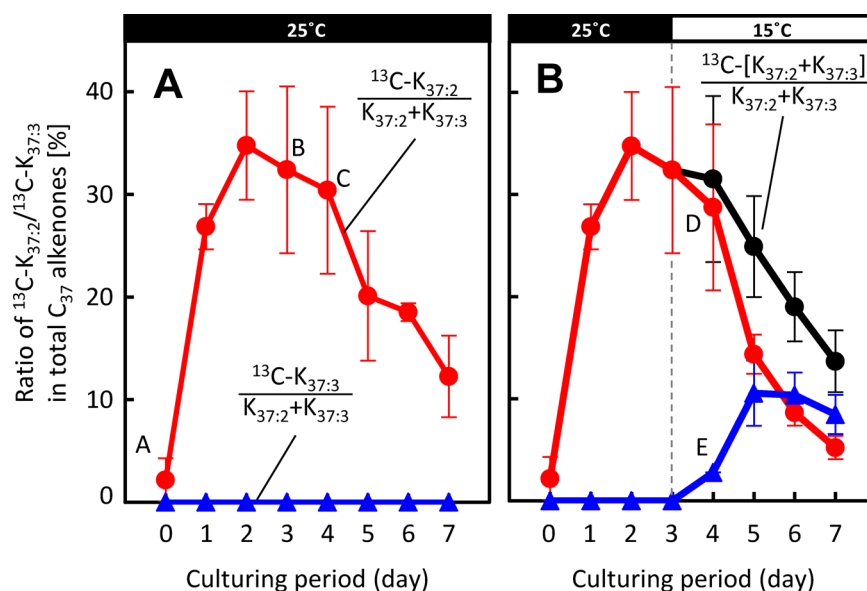 25°C
25°C
15°C
Ratio of ¹³C-K₃₇:₂/¹³C-K₃₇:₃
in total C₃₇ alkenones [%]
40
30
20
10
0
A
¹³C-K₃₇:₂
K₃₇:₂+K₃₇:₃
B
C
¹³C-K₃₇:₃
K₃₇:₂+K₃₇:₃
A
0 1 2 3 4 5 6 7
Culturing period (day)
B
¹³C-[K₃₇:₂+K₃₇:₃]
K₃₇:₂+K₃₇:₃
D
E
0 1 2 3 4 5 6 7
Culturing period (day)